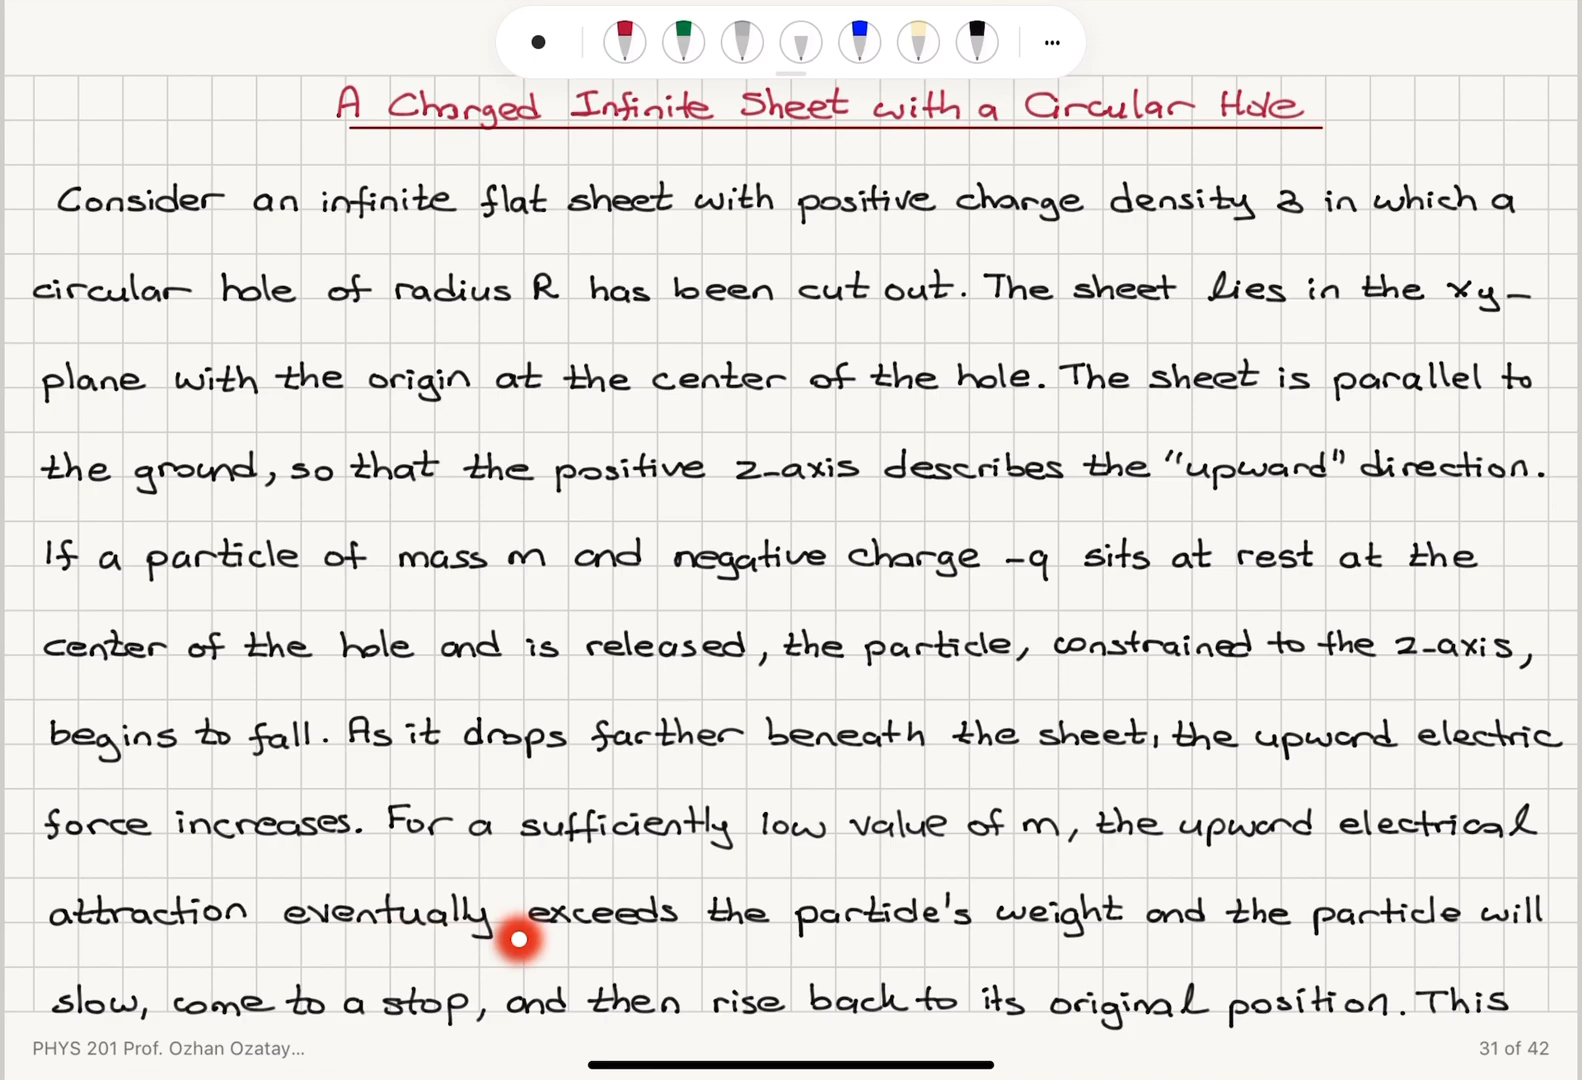 A Charged Infinite Sheet with a Circular Hole
Consider an infinite flat sheet with positive charge density in which a
circular hole of radius R has been cut out. The sheet lies in the xy-
plane with the origin at the center of the hole. The sheet is parallel to
the ground, so that the positive z-axis describes the "upward" direction.
If a particle of mass m and negative charge -q sits at rest at the
center of the hole and is released, the particle, constrained to the z-axis,
begins to fall. As it drops farther beneath the sheet, the upward electric
force increases. For a sufficiently low value of m, the upward electrical
attraction eventually exceeds the particle's weight and the particle will
slow, come to a stop, and then rise back to its original position. This
PHYS 201 Prof. Ozhan Ozatay...
31 of 42